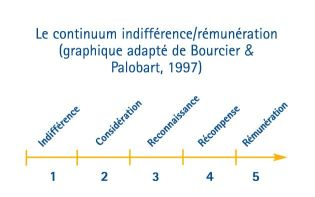 Le continuum indifférence/rémunération
(graphique adapté de Bourcier &
Palobart, 1997)
Indifférence
Considération
Reconnaissance
Récompense
Rémunération
1 2 3 4 5